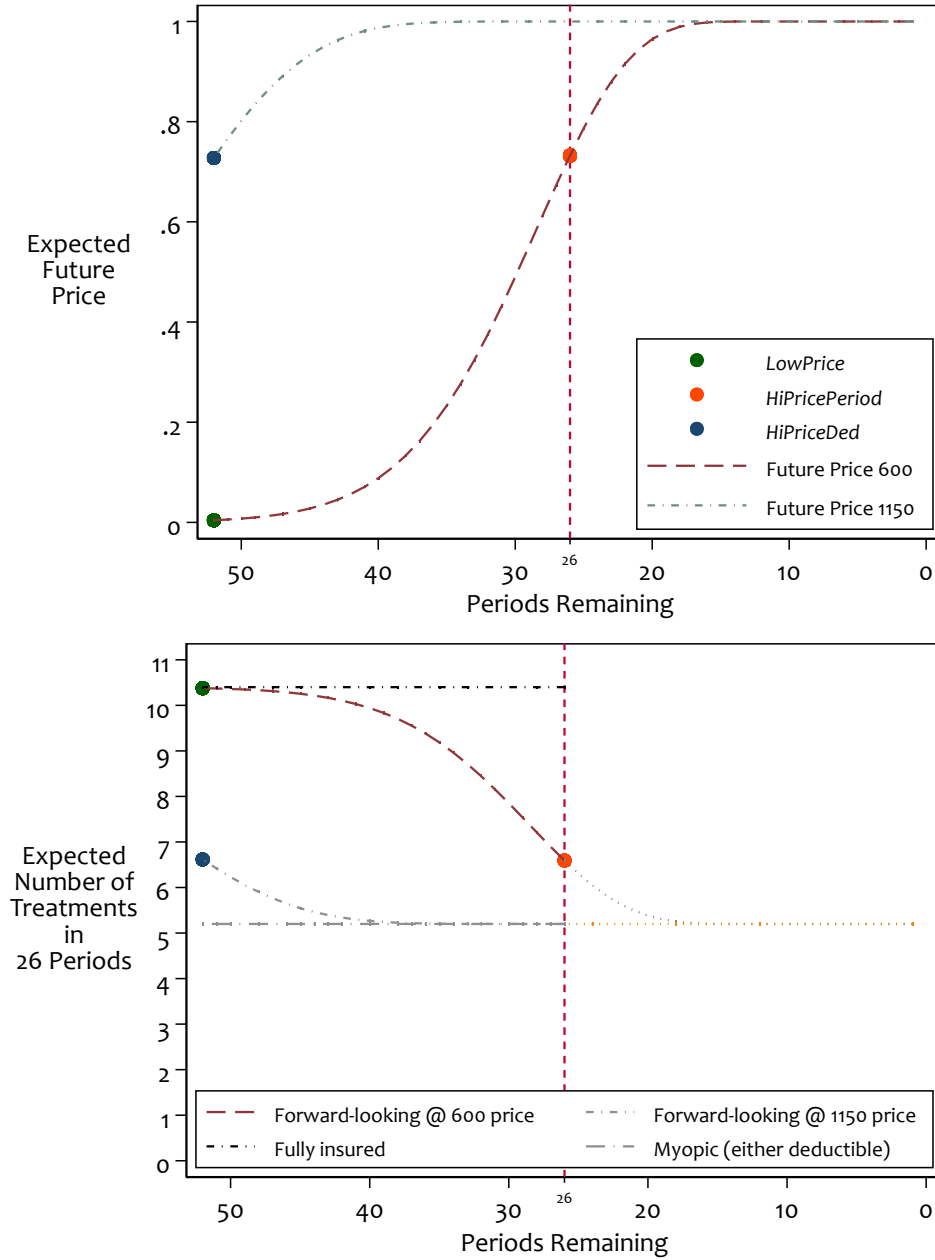 1
.8
.6
.4
.2
0
Expected
Future
Price
LowPrice
HiPricePeriod
HiPriceDed
Future Price 600
Future Price 1150
50
40
30
26
20
10
0
Periods Remaining
11
10
9
8
7
6
5
4
3
2
1
0
Expected
Number of
Treatments
in
26 Periods
Forward-looking @ 600 price
Forward-looking @ 1150 price
Fully insured
Myopic (either deductible)
50
40
30
26
20
10
0
Periods Remaining